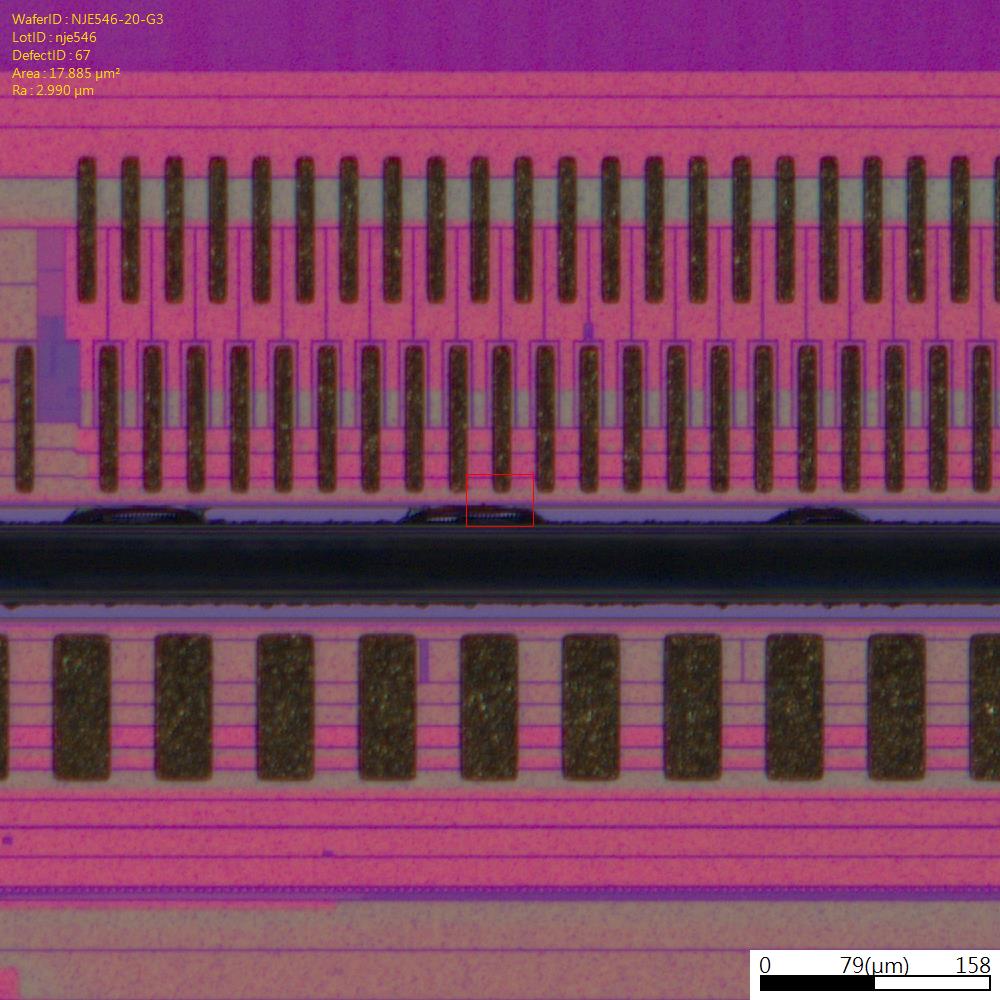 WaferID : NJE546-20-G3
LotID : nje546
DefectID : 67
Area : 17.885 µm²
Ra : 2.990 µm
0 79(µm) 158